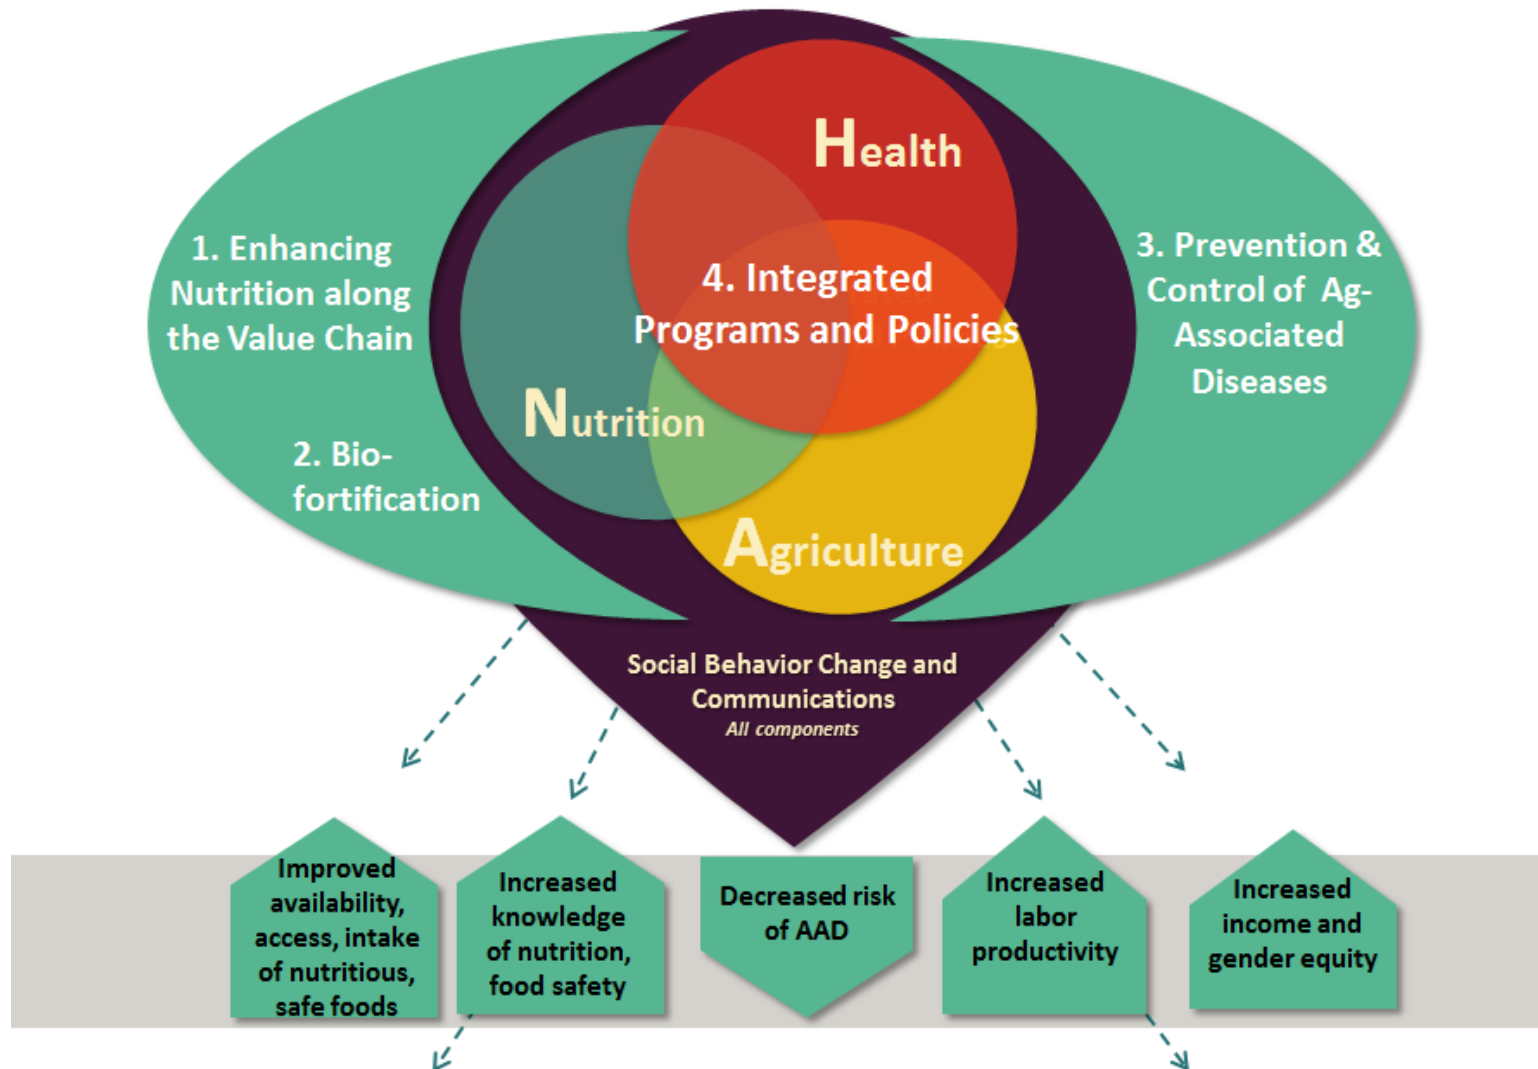 Health
1. Enhancing
Nutrition along
the Value Chain
2. Bio-
fortification
4. Integrated
Programs and Policies
Nutrition
Agriculture
3. Prevention &
Control of Ag-
Associated
Diseases
Social Behavior Change and
Communications
All components
Improved
availability,
access, intake
of nutritious,
safe foods
Increased
knowledge
of nutrition,
food safety
Decreased risk
of AAD
Increased
labor
productivity
Increased
income and
gender equity